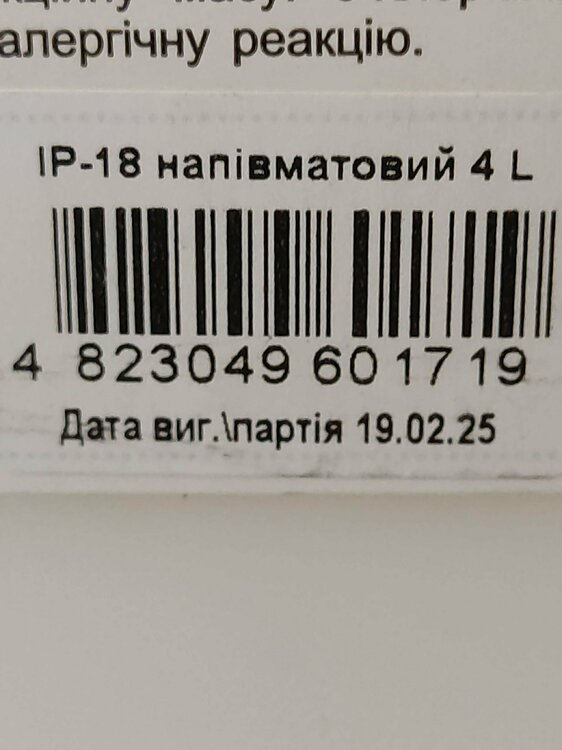 алергічну реакцію.
IP-18 напівматовий 4 L
4 823049 601719
Дата виг.\партія 19.02.25